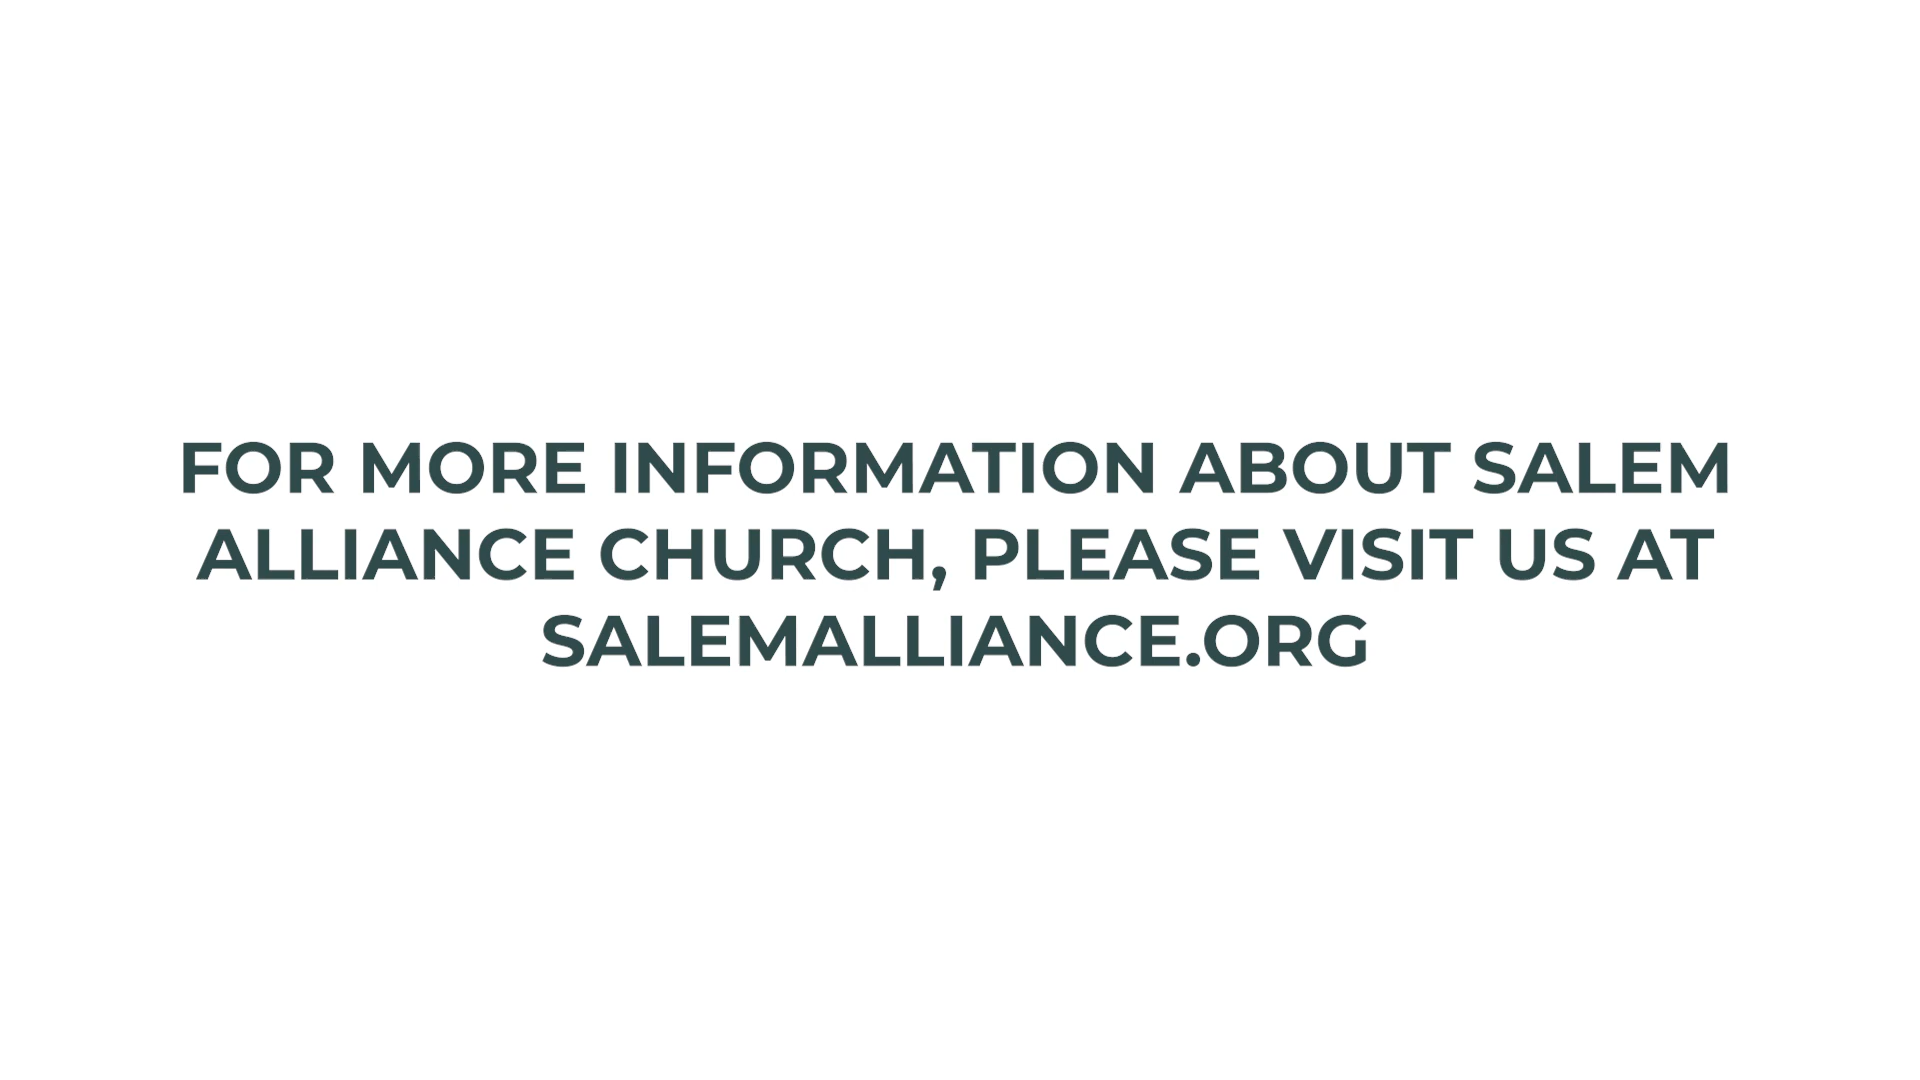 FOR MORE INFORMATION ABOUT SALEM
ALLIANCE CHURCH, PLEASE VISIT US AT
SALEMALLIANCE.ORG